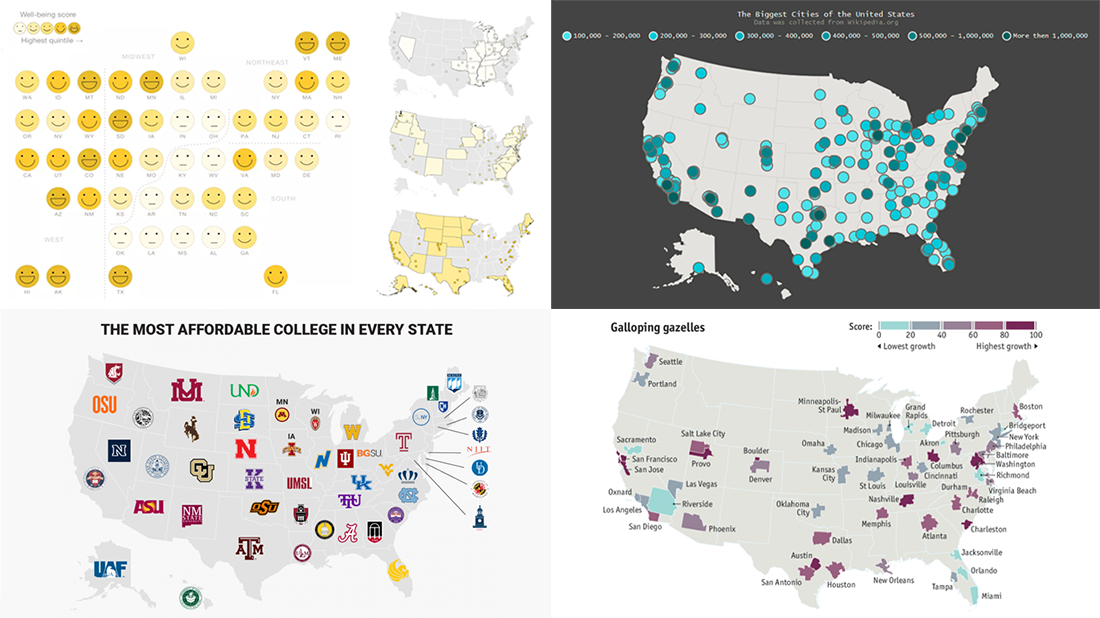 Well-being score
Highest quintile →
WI
VT
ME
MIDWEST
NORTHEAST
WA
ID
MT
ND
MN
IL
MI
NY
MA
NH
OR
NV
WY
SD
IA
IN
OH
PA
NJ
CT
RI
CA
UT
CO
NE
MO
KY
WV
VA
MD
DE
AZ
NM
KS
AR
TN
NC
SC
SOUTH
WEST
OK
LA
MS
AL
GA
HI
AK
TX
FL
The Biggest Cities of the United States
Data was collected from Wikipedia.org
100,000 - 200,000
200,000 - 300,000
300,000 - 400,000
400,000 - 500,000
500,000 - 1,000,000
More then 1,000,000
THE MOST AFFORDABLE COLLEGE IN EVERY STATE
OSU
UND
MN
WI
IA
W
T
N
N
N
BGSU
NJIT
K STATE
UMSL
UK
CU
ASU
NM STATE
TTU
OSU
ATM
A
UAF
Galloping gazelles
Score:
0 20 40 60 80 100
Lowest growth
Highest growth
Seattle
Portland
Minneapolis-
St Paul
Milwaukee
Grand
Rapids
Rochester
Boston
Madison
Detroit
Bridgeport
Sacramento
Salt Lake City
Omaha
Chicago
Akron
Pittsburgh
New York
Philadelphia
San Francisco
San Jose
Provo
Boulder
Denver
Kansas
City
Indianapolis
Columbus
Baltimore
Washington
Cincinnati
Richmond
St Louis
Louisville
Durham
Virginia Beach
Raleigh
Las Vegas
Oxnard
Los Angeles
Riverside
San Diego
Phoenix
Oklahoma
City
Nashville
Memphis
Charlotte
Charleston
Atlanta
Dallas
Austin
San Antonio
Houston
New Orleans
Jacksonville
Orlando
Tampa
Miami